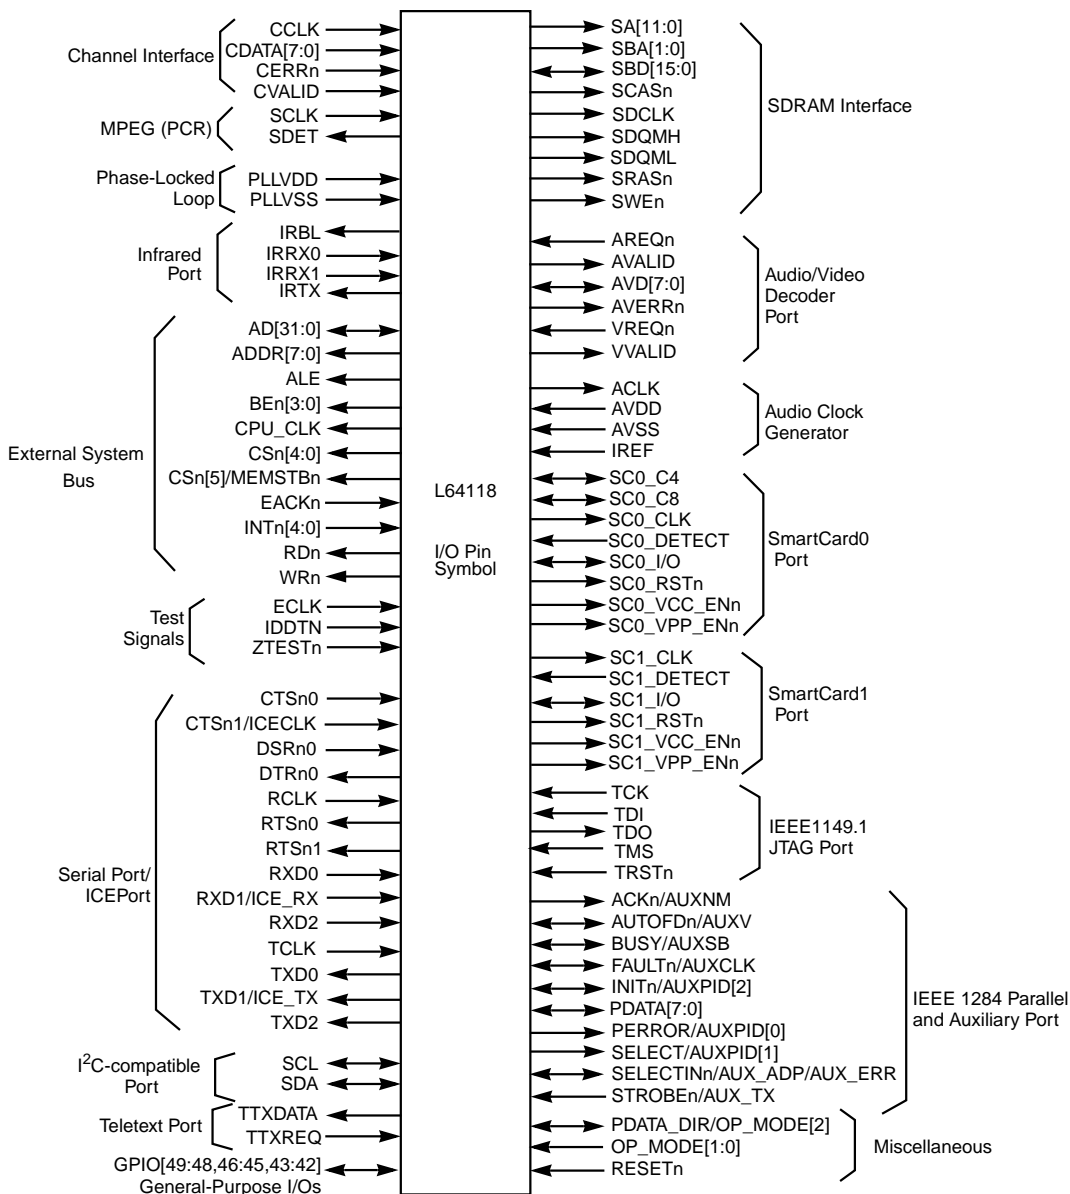 Channel Interface
CCLK
CDATA[7:0]
CERRn
CVALID
MPEG (PCR)
SCLK
SDET
Phase-Locked
Loop
PLLVDD
PLLVSS
Infrared
Port
IRBL
IRRX0
IRRX1
IRTX
External System
Bus
AD[31:0]
ADDR[7:0]
ALE
BEn[3:0]
CPU_CLK
CSn[4:0]
CSn[5]/MEMSTBn
EACKn
INTn[4:0]
RDn
WRn
Test
Signals
ECLK
IDDTN
ZTESTn
Serial Port/
ICEPort
CTSn0
CTSn1/ICECLK
DSRn0
DTRn0
RCLK
RTSn0
RTSn1
RXD0
RXD1/ICE_RX
RXD2
TCLK
TXD0
TXD1/ICE_TX
TXD2
I2C-compatible
Port
SCL
SDA
Teletext Port
TTXDATA
TTXREQ
GPIO[49:48,46:45,43:42]
General-Purpose I/Os
L64118
I/O Pin
Symbol
SA[11:0]
SBA[1:0]
SBD[15:0]
SCASn
SDCLK
SDQMH
SDQML
SRASn
SWEn
SDRAM Interface
AREQn
AVALID
AVD[7:0]
AVERRn
VREQn
VVALID
Audio/Video
Decoder
Port
ACLK
AVDD
AVSS
IREF
Audio Clock
Generator
SC0_C4
SC0_C8
SC0_CLK
SC0_DETECT
SC0_I/O
SC0_RSTn
SC0_VCC_ENn
SC0_VPP_ENn
SmartCard0
Port
SC1_CLK
SC1_DETECT
SC1_I/O
SC1_RSTn
SC1_VCC_ENn
SC1_VPP_ENn
SmartCard1
Port
TCK
TDI
TDO
TMS
TRSTn
IEEE1149.1
JTAG Port
ACKn/AUXNM
AUTOFDn/AUXV
BUSY/AUXSB
FAULTn/AUXCLK
INITn/AUXPID[2]
PDATA[7:0]
PERROR/AUXPID[0]
SELECT/AUXPID[1]
SELECTINn/AUX_ADP/AUX_ERR
STROBEn/AUX_TX
IEEE 1284 Parallel
and Auxiliary Port
PDATA_DIR/OP_MODE[2]
OP_MODE[1:0]
RESETn
Miscellaneous